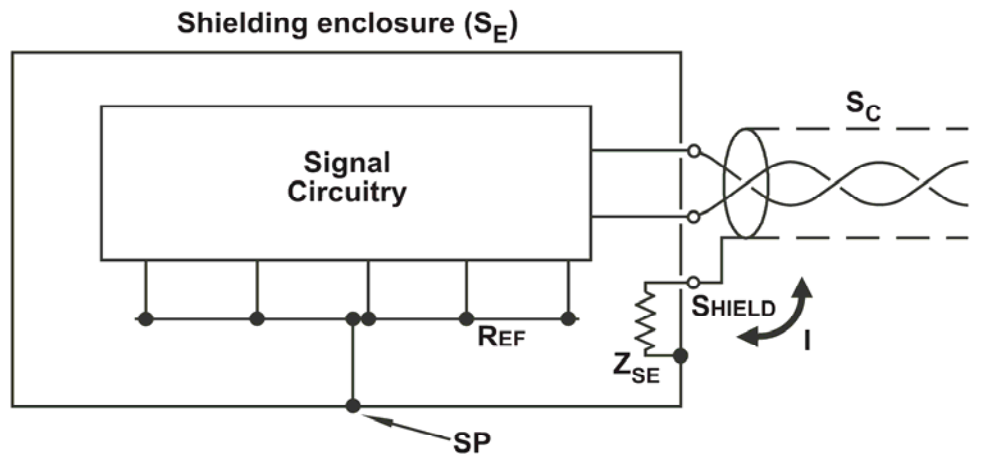 Shielding enclosure (SE)
SC
Signal
Circuitry
SHIELD
REF
I
ZSE
SP